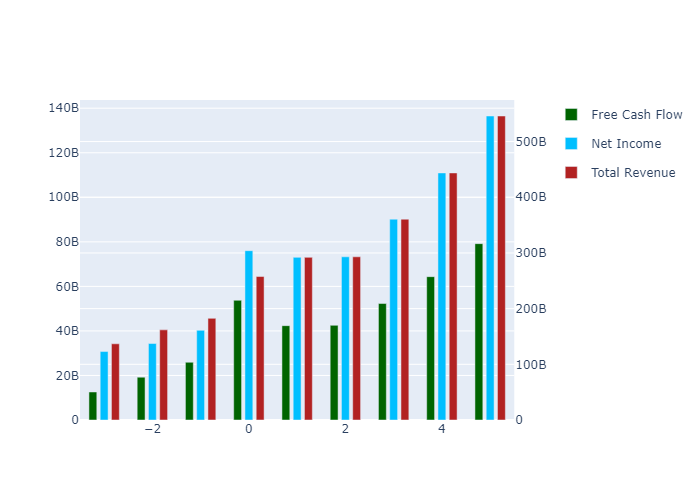 140B
120B
100B
80B
60B
40B
20B
0
500B
400B
300B
200B
100B
0
−2
0
2
4
Free Cash Flow
Net Income
Total Revenue